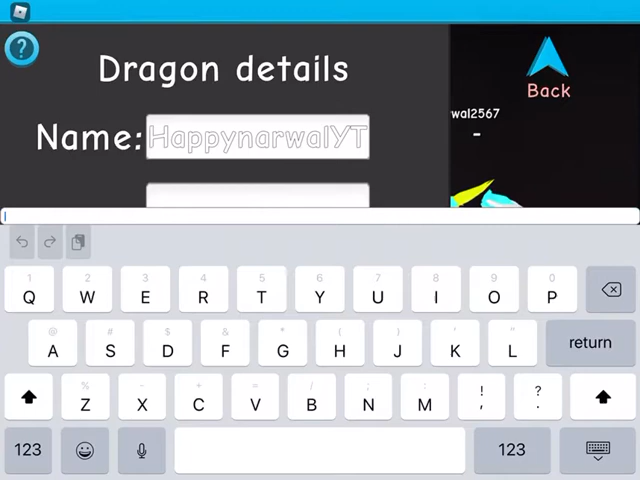 ?
Dragon details
Back
Name: HappynarwalYT
wal2567
-
1 2 3 4 5 6 7 8 9 0
Q W E R T Y U I O P
@ # $ & * ( ) ' "
A S D F G H J K L return
% - + = / ; : ! ?
Z X C V B N M , .
123 123